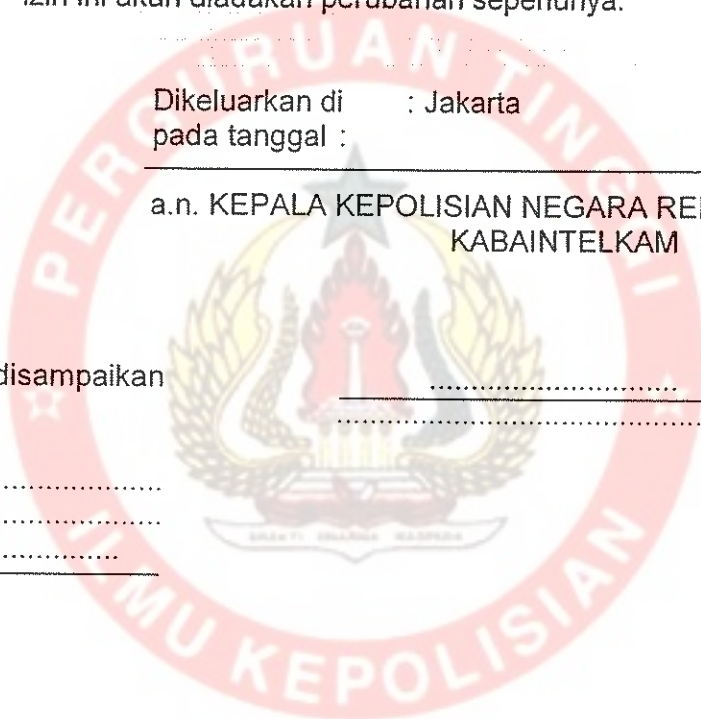 izin ini akan diadakan perubahan seperlunya.
Dikeluarkan di : Jakarta
pada tanggal :
a.n. KEPALA KEPOLISIAN NEGARA
KABAINTELKAM
disampaikan
..............................
..........................................
....................
....................
...............
PERGURUAN TINGGI
ILMU KEPOLISIAN